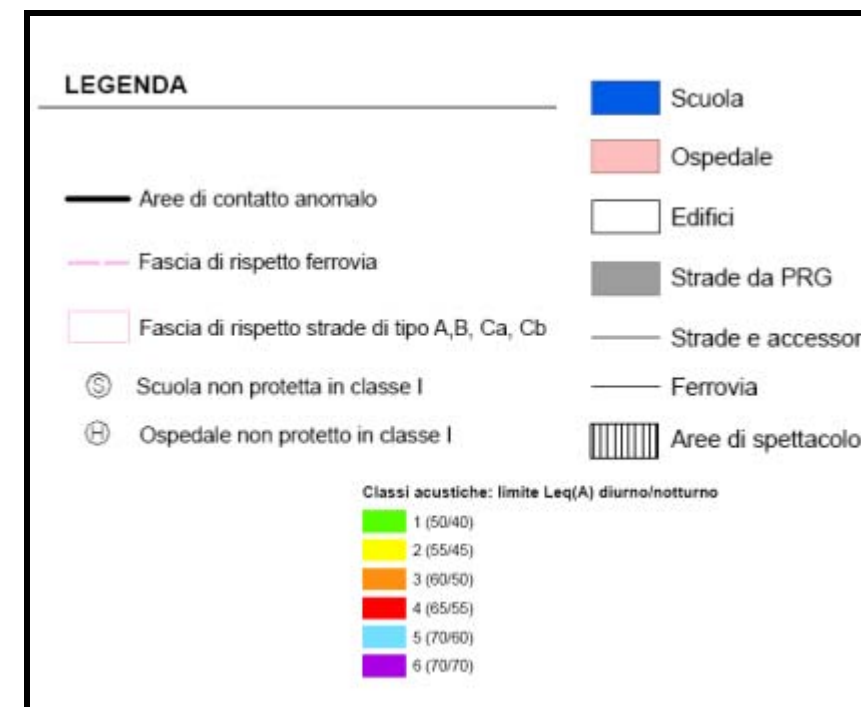 LEGENDA
Aree di contatto anomalo
Fascia di rispetto ferrovia
Fascia di rispetto strade di tipo A,B, Ca, Cb
S Scuola non protetta in classe I
H Ospedale non protetto in classe I
Scuola
Ospedale
Edifici
Strade da PRG
Strade e accessor
Ferrovia
Aree di spettacolo
Classi acustiche: limite Leq(A) diurno/notturno
1 (50/40)
2 (55/45)
3 (60/50)
4 (65/55)
5 (70/60)
6 (70/70)